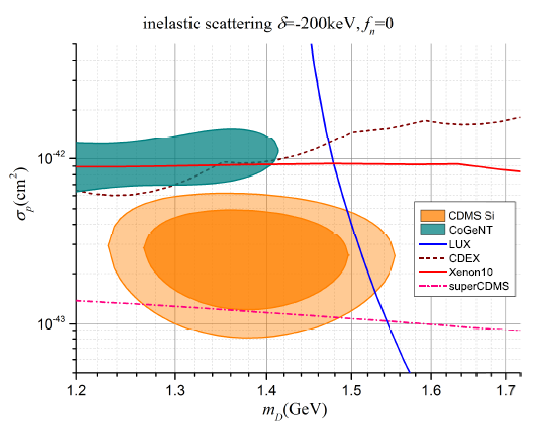 inelastic scattering δ=-200keV, fn=0
10-42
σp(cm2)
10-43
CDMS Si
CoGeNT
LUX
CDEX
Xenon10
superCDMS
1.2 1.3 1.4 1.5 1.6 1.7
mD(GeV)